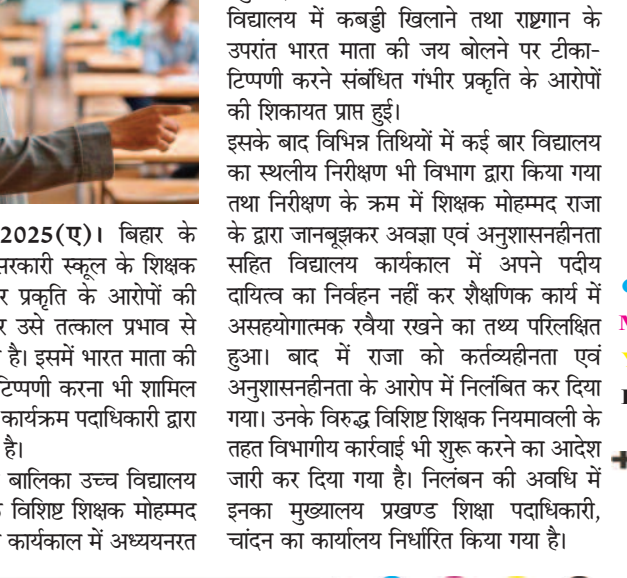 2025(ए)। बिहार के
सरकारी स्कूल के शिक्षक
र प्रकृति के आरोपों की
र उसे तत्काल प्रभाव से
है। इसमें भारत माता की
टिप्पणी करना भी शामिल
कार्यक्रम पदाधिकारी द्वारा
है।
बालिका उच्च विद्यालय
विशिष्ट शिक्षक मोहम्मद
कार्यकाल में अध्ययनरत
विद्यालय में कबड्डी खिलाने तथा राष्ट्रगान के
उपरांत भारत माता की जय बोलने पर टीका-
टिप्पणी करने संबंधित गंभीर प्रकृति के आरोपों
की शिकायत प्राप्त हुई।
इसके बाद विभिन्न तिथियों में कई बार विद्यालय
का स्थलीय निरीक्षण भी विभाग द्वारा किया गया
तथा निरीक्षण के क्रम में शिक्षक मोहम्मद राजा
के द्वारा जानबूझकर अवज्ञा एवं अनुशासनहीनता
सहित विद्यालय कार्यकाल में अपने पदीय
दायित्व का निर्वहन नहीं कर शैक्षणिक कार्य में
असहयोगात्मक रवैया रखने का तथ्य परिलक्षित
हुआ। बाद में राजा को कर्तव्यहीनता एवं
अनुशासनहीनता के आरोप में निलंबित कर दिया
गया। उनके विरुद्ध विशिष्ट शिक्षक नियमावली के
तहत विभागीय कार्रवाई भी शुरू करने का आदेश
जारी कर दिया गया है। निलंबन की अवधि में
इनका मुख्यालय प्रखण्ड शिक्षा पदाधिकारी,
चांदन का कार्यालय निर्धारित किया गया है।